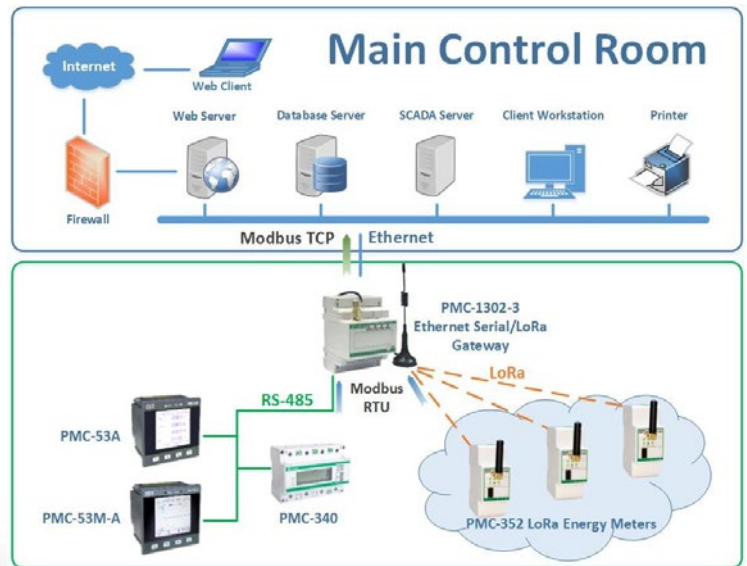 Main Control Room
Internet
Web Client
Web Server
Database Server
SCADA Server
Client Workstation
Printer
Firewall
Modbus TCP
Ethernet
PMC-1302-3
Ethernet Serial/LoRa
Gateway
LoRa
RS-485
Modbus
RTU
PMC-53A
PMC-340
PMC-53M-A
PMC-352 LoRa Energy Meters